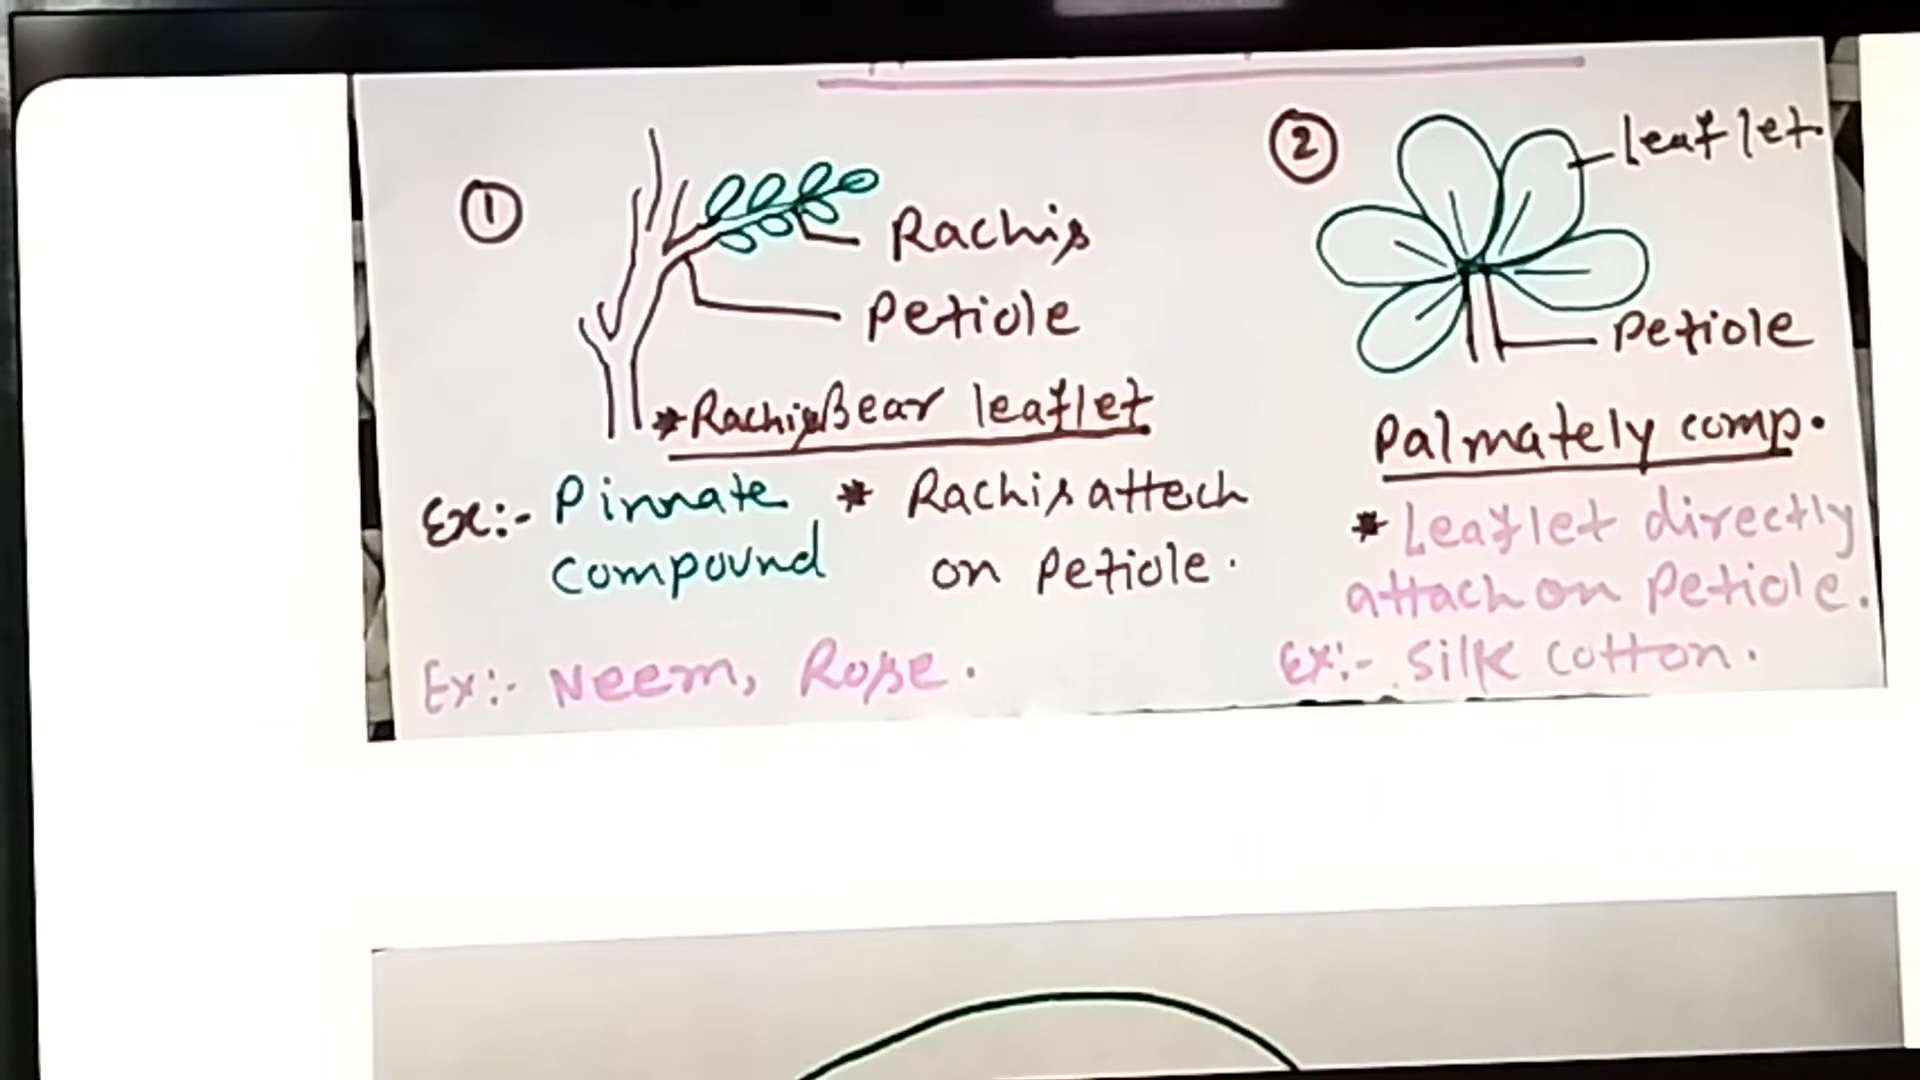 ①
Rachis
Petiole
* Rachis Bear leaflet
Ex:- Pinnate compound
* Rachis attech on Petiole.
Ex:- Neem, Rose.
②
leaflet.
Petiole
Palmately comp.
* Leaflet directly
attach on Petiole.
Ex:- Silk cotton.